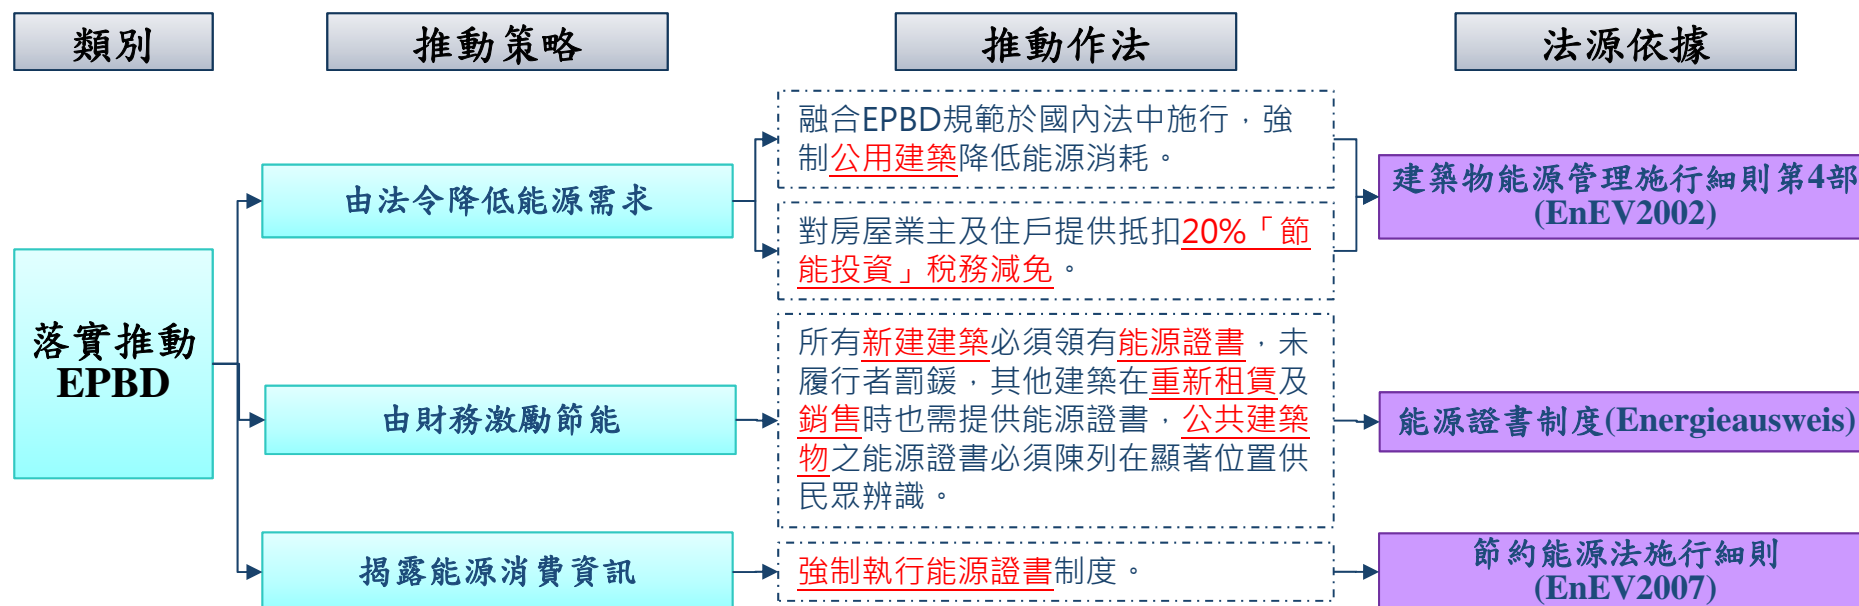 類別
推動策略
推動作法
法源依據
落實推動
EPBD
由法令降低能源需求
融合EPBD規範於國內法中施行，強
制公用建築降低能源消耗。
對房屋業主及住戶提供抵扣20%「節
能投資」稅務減免。
建築物能源管理施行細則第4部
(EnEV2002)
由財務激勵節能
所有新建建築必須領有能源證書，未
履行者罰鍰，其他建築在重新租賃及
銷售時也需提供能源證書，公共建築
物之能源證書必須陳列在顯著位置供
民眾辨識。
能源證書制度(Energieausweis)
揭露能源消費資訊
強制執行能源證書制度。
節約能源法施行細則
(EnEV2007)